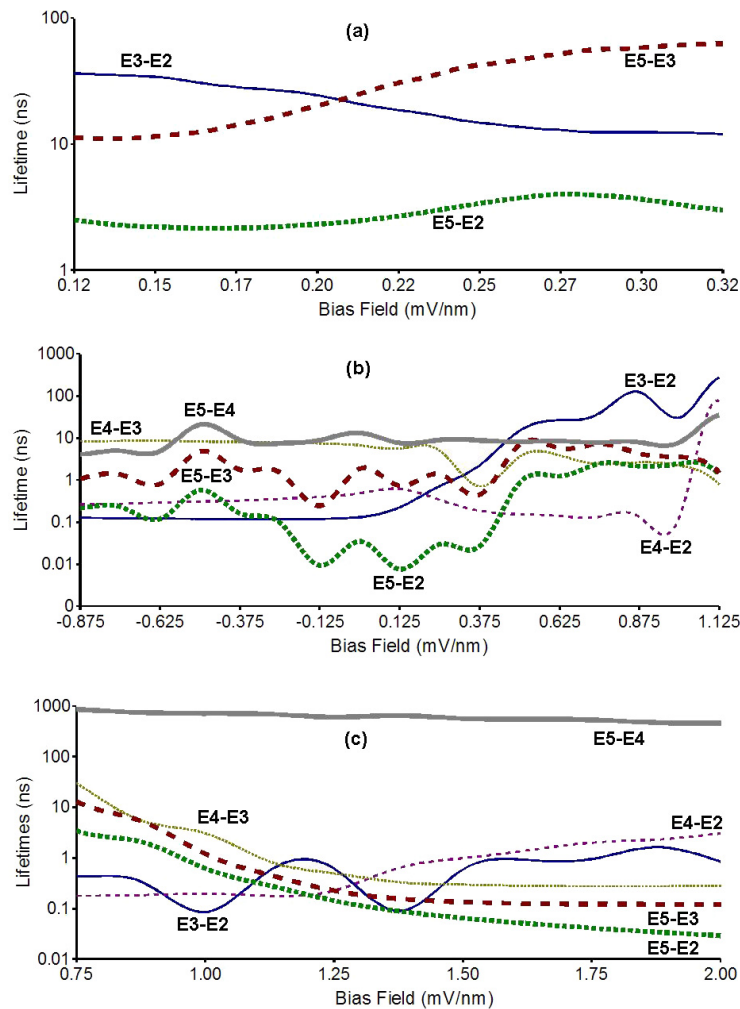 (a)
100
10
1
Lifetime (ns)
E3-E2
E5-E3
E5-E2
0.12 0.15 0.17 0.20 0.22 0.25 0.27 0.30 0.32
Bias Field (mV/nm)
(b)
1000
100
10
1
0.1
0.01
0
Lifetime (ns)
E3-E2
E5-E4
E4-E3
E5-E3
E4-E2
E5-E2
-0.875 -0.625 -0.375 -0.125 0.125 0.375 0.625 0.875 1.125
Bias Field (mV/nm)
(c)
1000
100
10
1
0.1
0.01
Lifetimes (ns)
E5-E4
E4-E3
E4-E2
E3-E2
E5-E3
E5-E2
0.75 1.00 1.25 1.50 1.75 2.00
Bias Field (mV/nm)